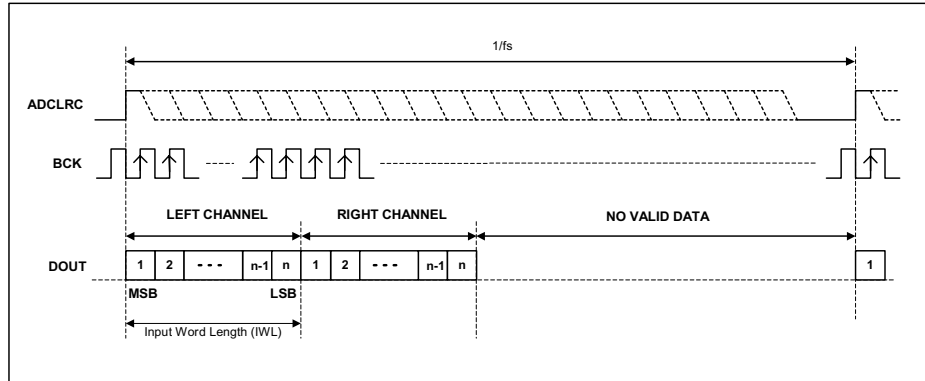 1/fs
ADCLRC
BCK
LEFT CHANNEL RIGHT CHANNEL NO VALID DATA
DOUT 1 2 --- n-1 n 1 2 --- n-1 n 1
MSB LSB
Input Word Length (IWL)